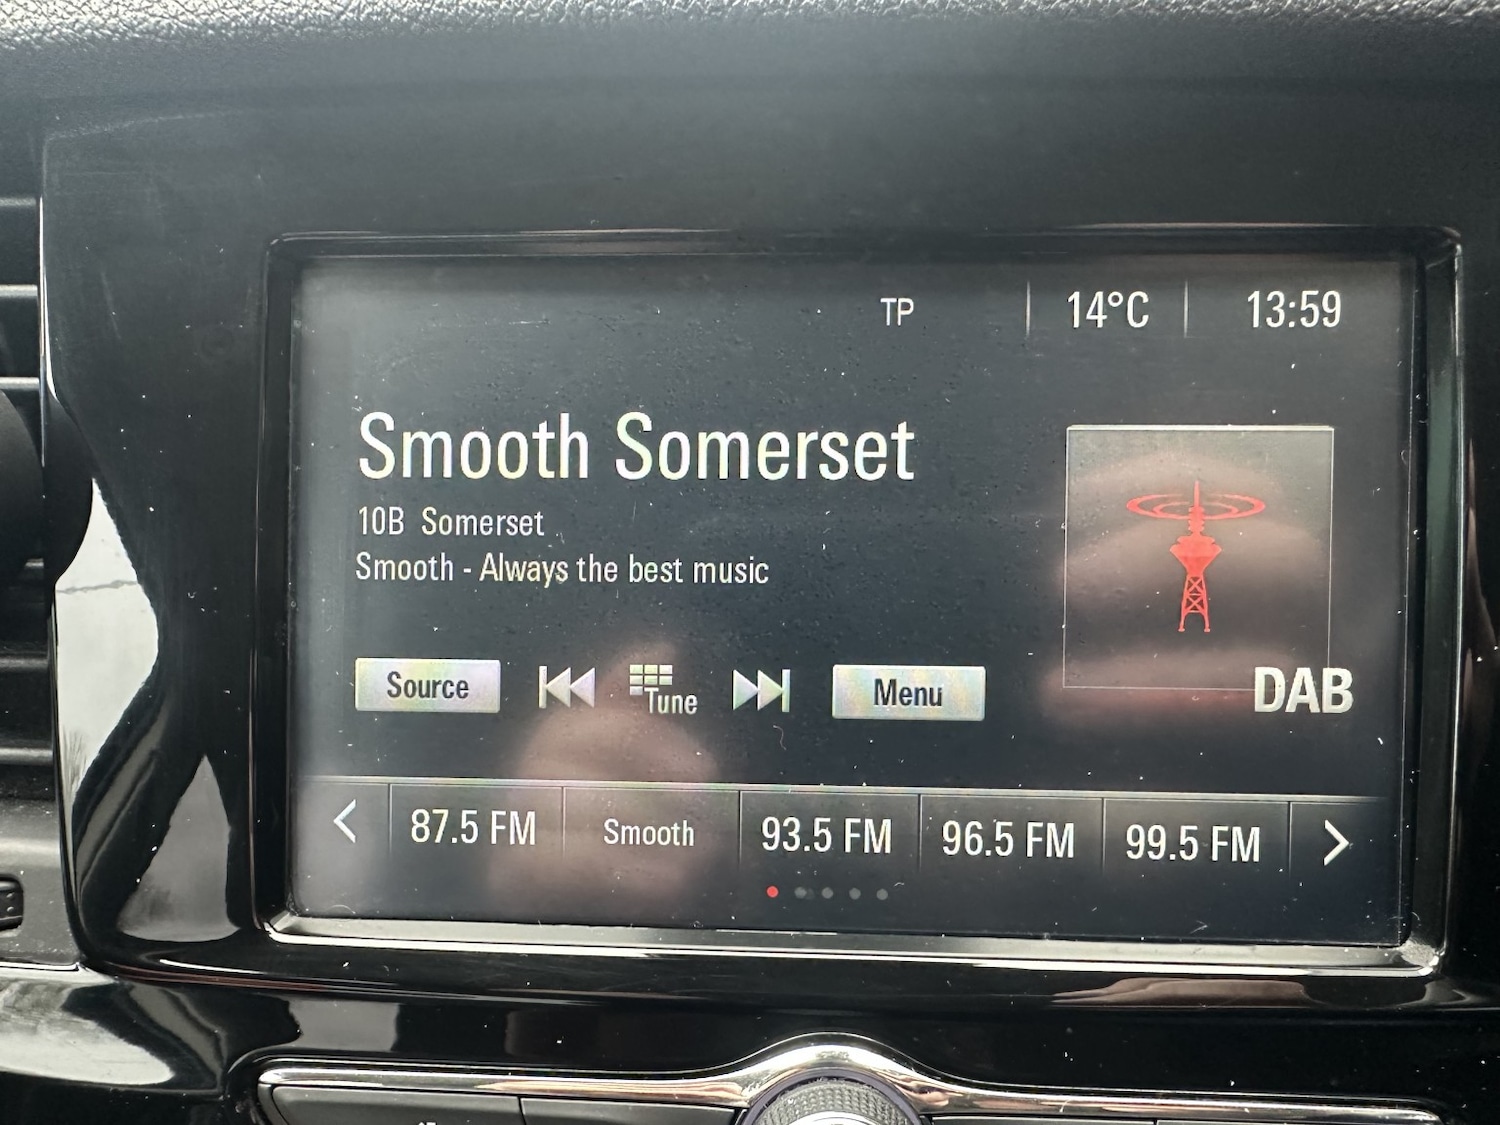 TP 14°C 13:59
Smooth Somerset
10B Somerset
Smooth - Always the best music
Source Tune Menu
DAB
87.5 FM Smooth 93.5 FM 96.5 FM 99.5 FM